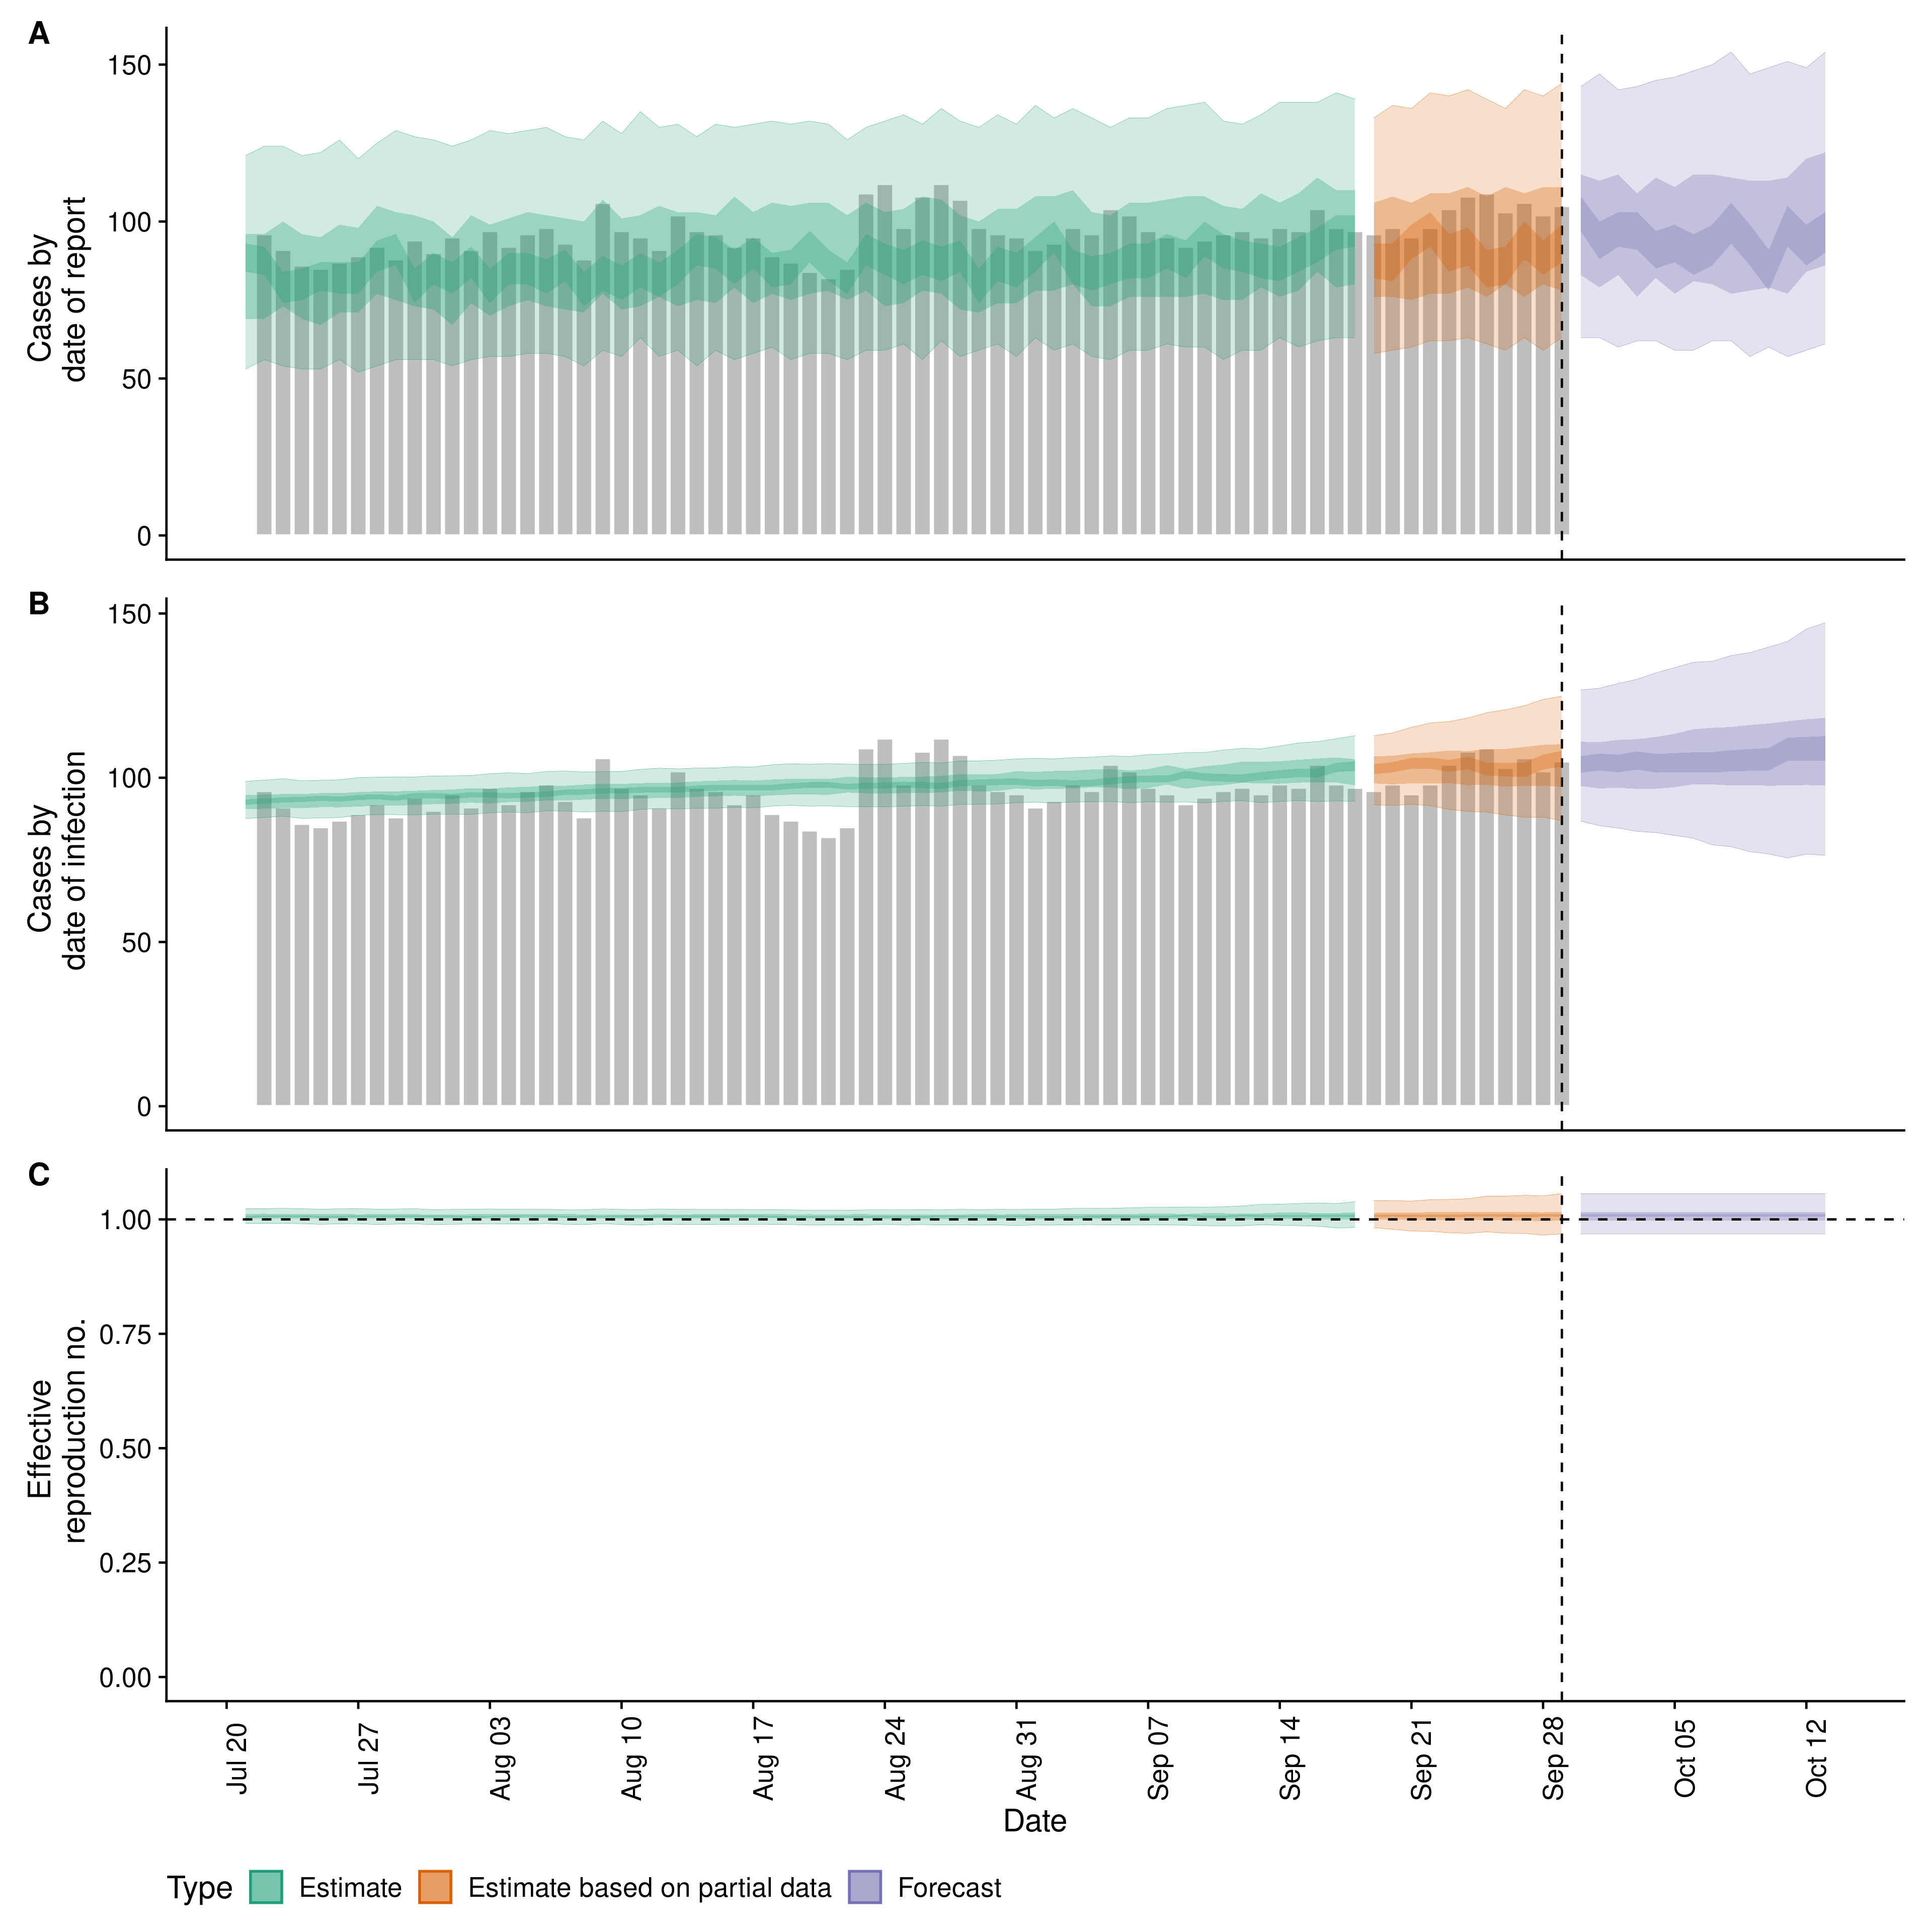 A
Cases by
date of report
150
100
50
0
B
Cases by
date of infection
150
100
50
0
C
Effective
reproduction no.
1.00
0.75
0.50
0.25
0.00
Jul 20
Jul 27
Aug 03
Aug 10
Aug 17
Aug 24
Aug 31
Sep 07
Sep 14
Sep 21
Sep 28
Oct 05
Oct 12
Date
Type Estimate Estimate based on partial data Forecast